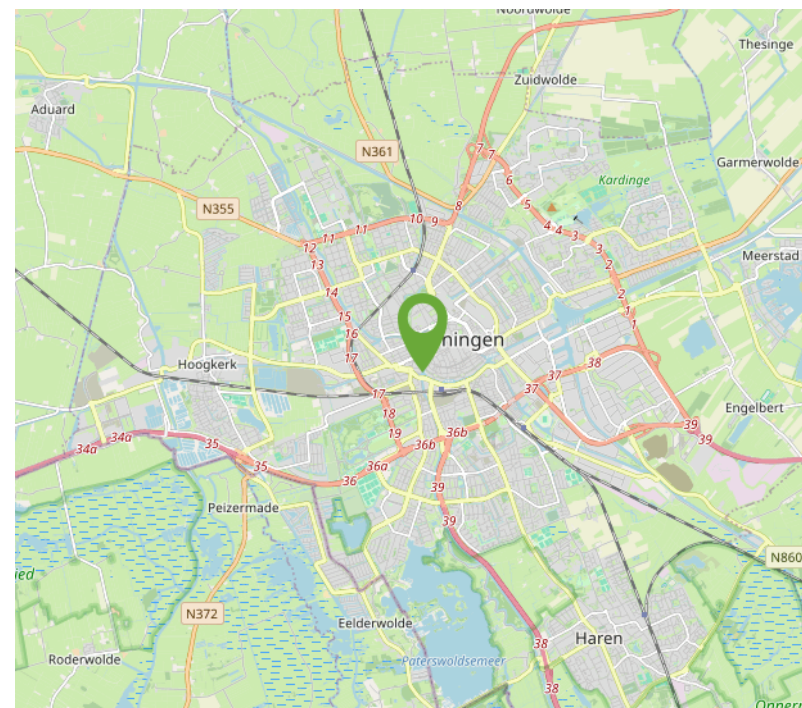 Noordwolde
Thesinge
Zuidwolde
Aduard
N361
7
7
6
Kardinge
Garmerwolde
N355
5
8
10
9
11
11
12
4
4
3
3
13
2
Meerstad
14
2
15
1
16
1
ningen
17
38
Hoogkerk
37
17
37
Engelbert
18
39
19
36b
36b
39
34a
34a
35
35
36a
36
39
Peizermade
39
N860
N372
Eelderwolde
Haren
38
Roderwolde
Paterswoldsemeer
38